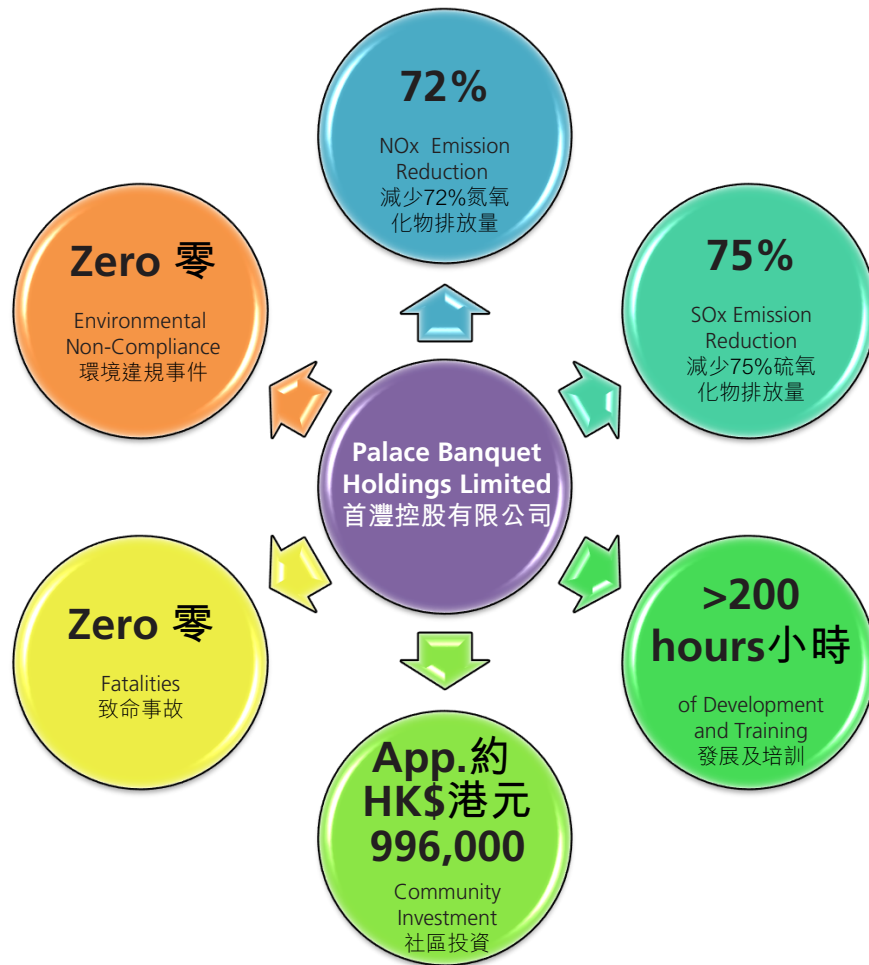 72%
NOx Emission
Reduction
減少72%氮氧
化物排放量
75%
SOx Emission
Reduction
減少75%硫氧
化物排放量
>200
hours小時
of Development
and Training
發展及培訓
App.約
HK$港元
996,000
Community
Investment
社區投資
Zero 零
Fatalities
致命事故
Zero 零
Environmental
Non-Compliance
環境違規事件
Palace Banquet
Holdings Limited
首灃控股有限公司